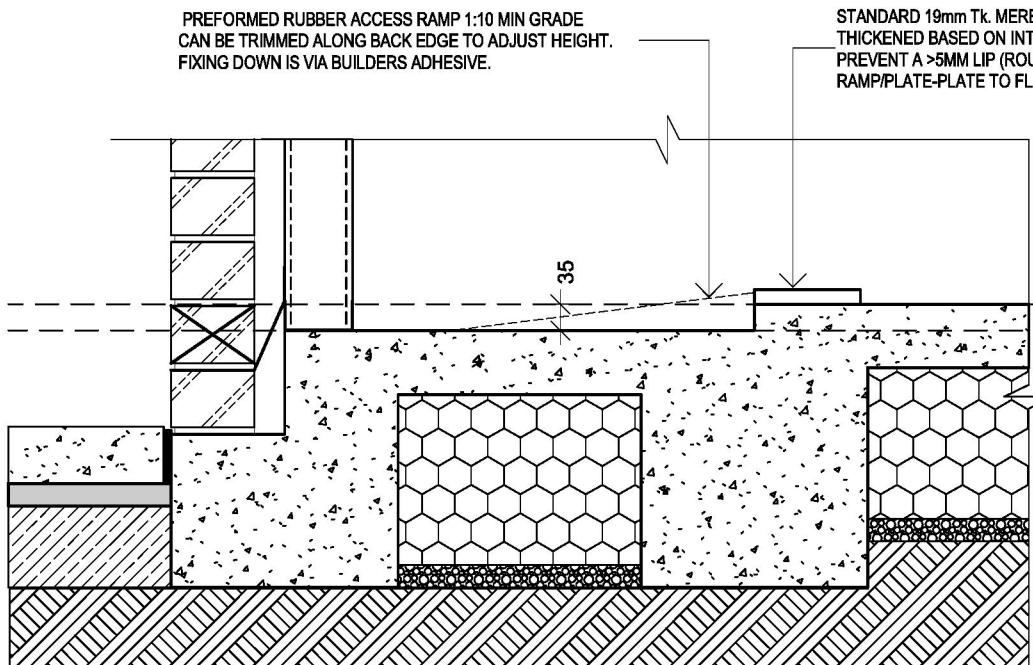 PREFORMED RUBBER ACCESS RAMP 1:10 MIN GRADE
CAN BE TRIMMED ALONG BACK EDGE TO ADJUST HEIGHT.
FIXING DOWN IS VIA BUILDERS ADHESIVE.
STANDARD 19mm Tk.
THICKENED BASED ON
PREVENT A >5MM LIP
RAMP/PLATE-PLATE TO
35